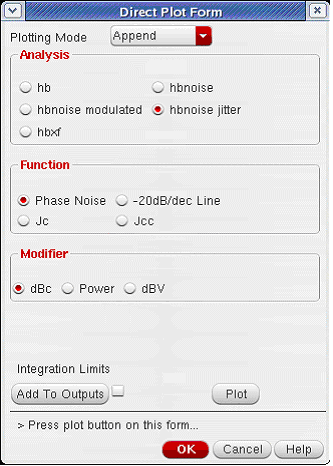 Direct Plot Form
Plotting Mode Append
Analysis
hb hbnoise
hbnoise modulated hbnoise jitter
hbxf
Function
Phase Noise -20dB/dec Line
Jc Jcc
Modifier
dBc Power dBV
Integration Limits
Add To Outputs Plot
> Press plot button on this form...
OK Cancel Help